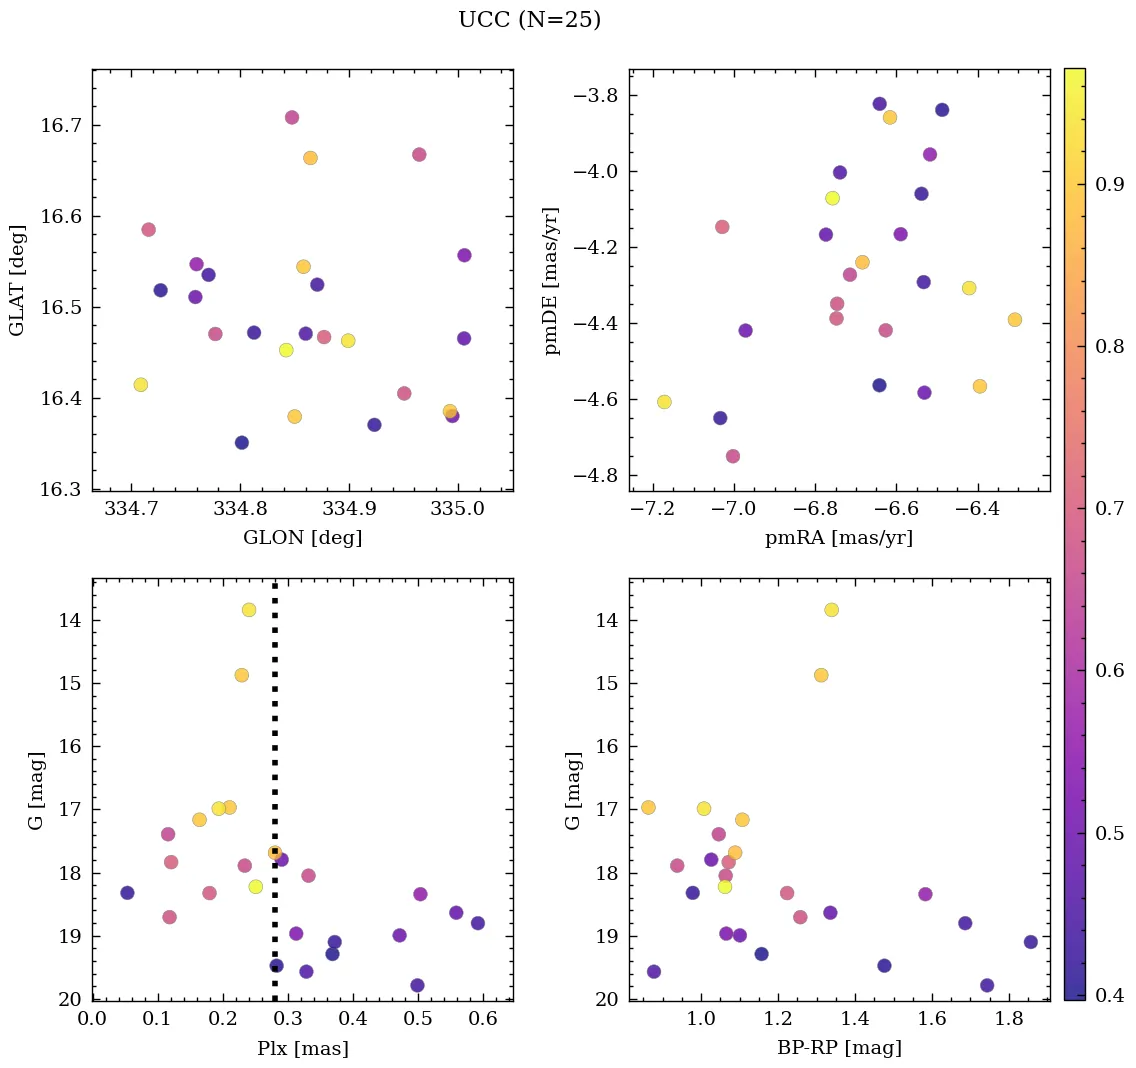 UCC (N=25)
16.7
16.6
16.5
16.4
16.3
GLAT [deg]
334.7 334.8 334.9 335.0
GLON [deg]
−3.8
−4.0
−4.2
−4.4
−4.6
−4.8
pmDE [mas/yr]
−7.2 −7.0 −6.8 −6.6 −6.4
pmRA [mas/yr]
14
15
16
17
18
19
20
G [mag]
0.0 0.1 0.2 0.3 0.4 0.5 0.6
Plx [mas]
14
15
16
17
18
19
20
G [mag]
1.0 1.2 1.4 1.6 1.8
BP-RP [mag]
0.9
0.8
0.7
0.6
0.5
0.4